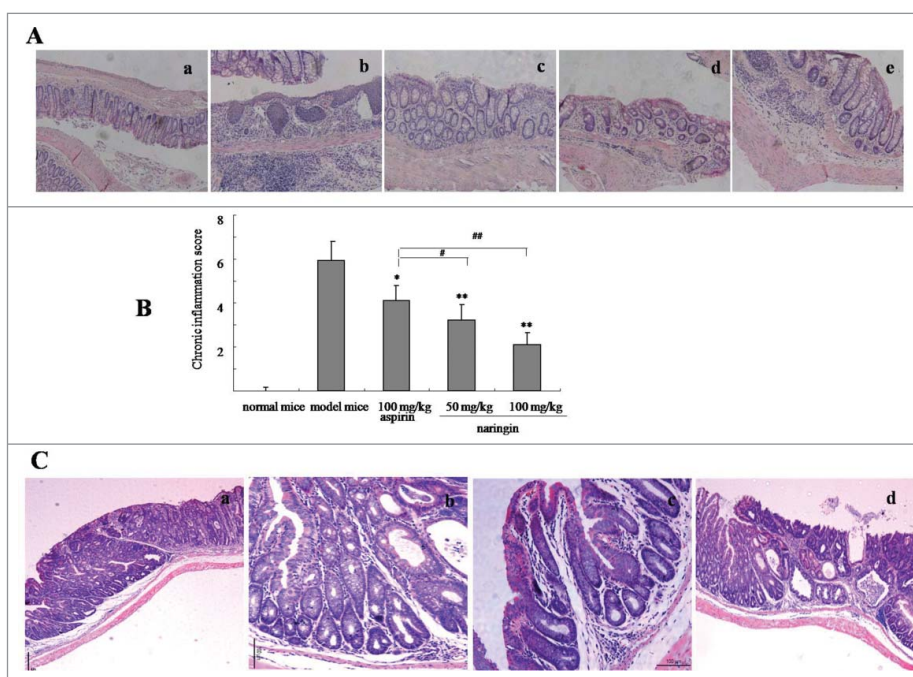 A
a
b
c
d
e
B
Chronic inflammation score
8
6
4
2
##
#
*
**
**
normal mice
model mice
100 mg/kg
aspirin
50 mg/kg
100 mg/kg
naringin
C
a
b
c
d